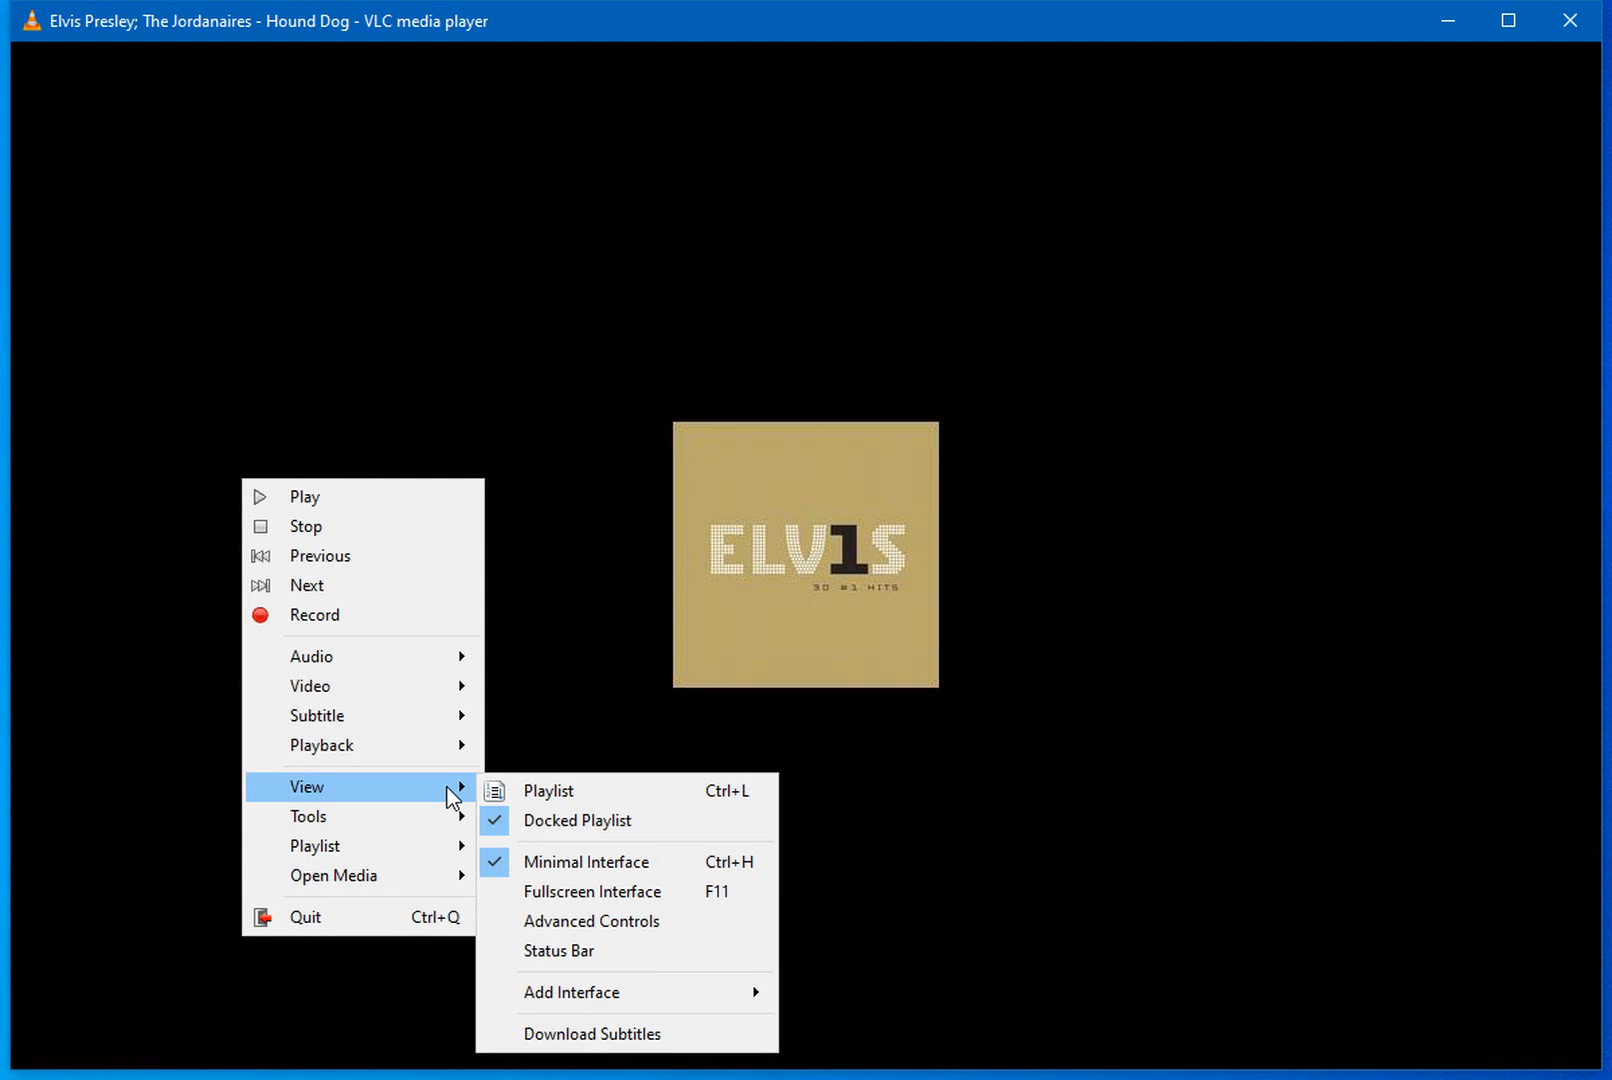 Elvis Presley; The Jordanaires - Hound Dog - VLC media player
ELV1S
30 #1 HITS
Play
Stop
Previous
Next
Record
Audio
Video
Subtitle
Playback
View
Tools
Playlist
Open Media
Quit Ctrl+Q
Playlist Ctrl+L
Docked Playlist
Minimal Interface Ctrl+H
Fullscreen Interface F11
Advanced Controls
Status Bar
Add Interface
Download Subtitles